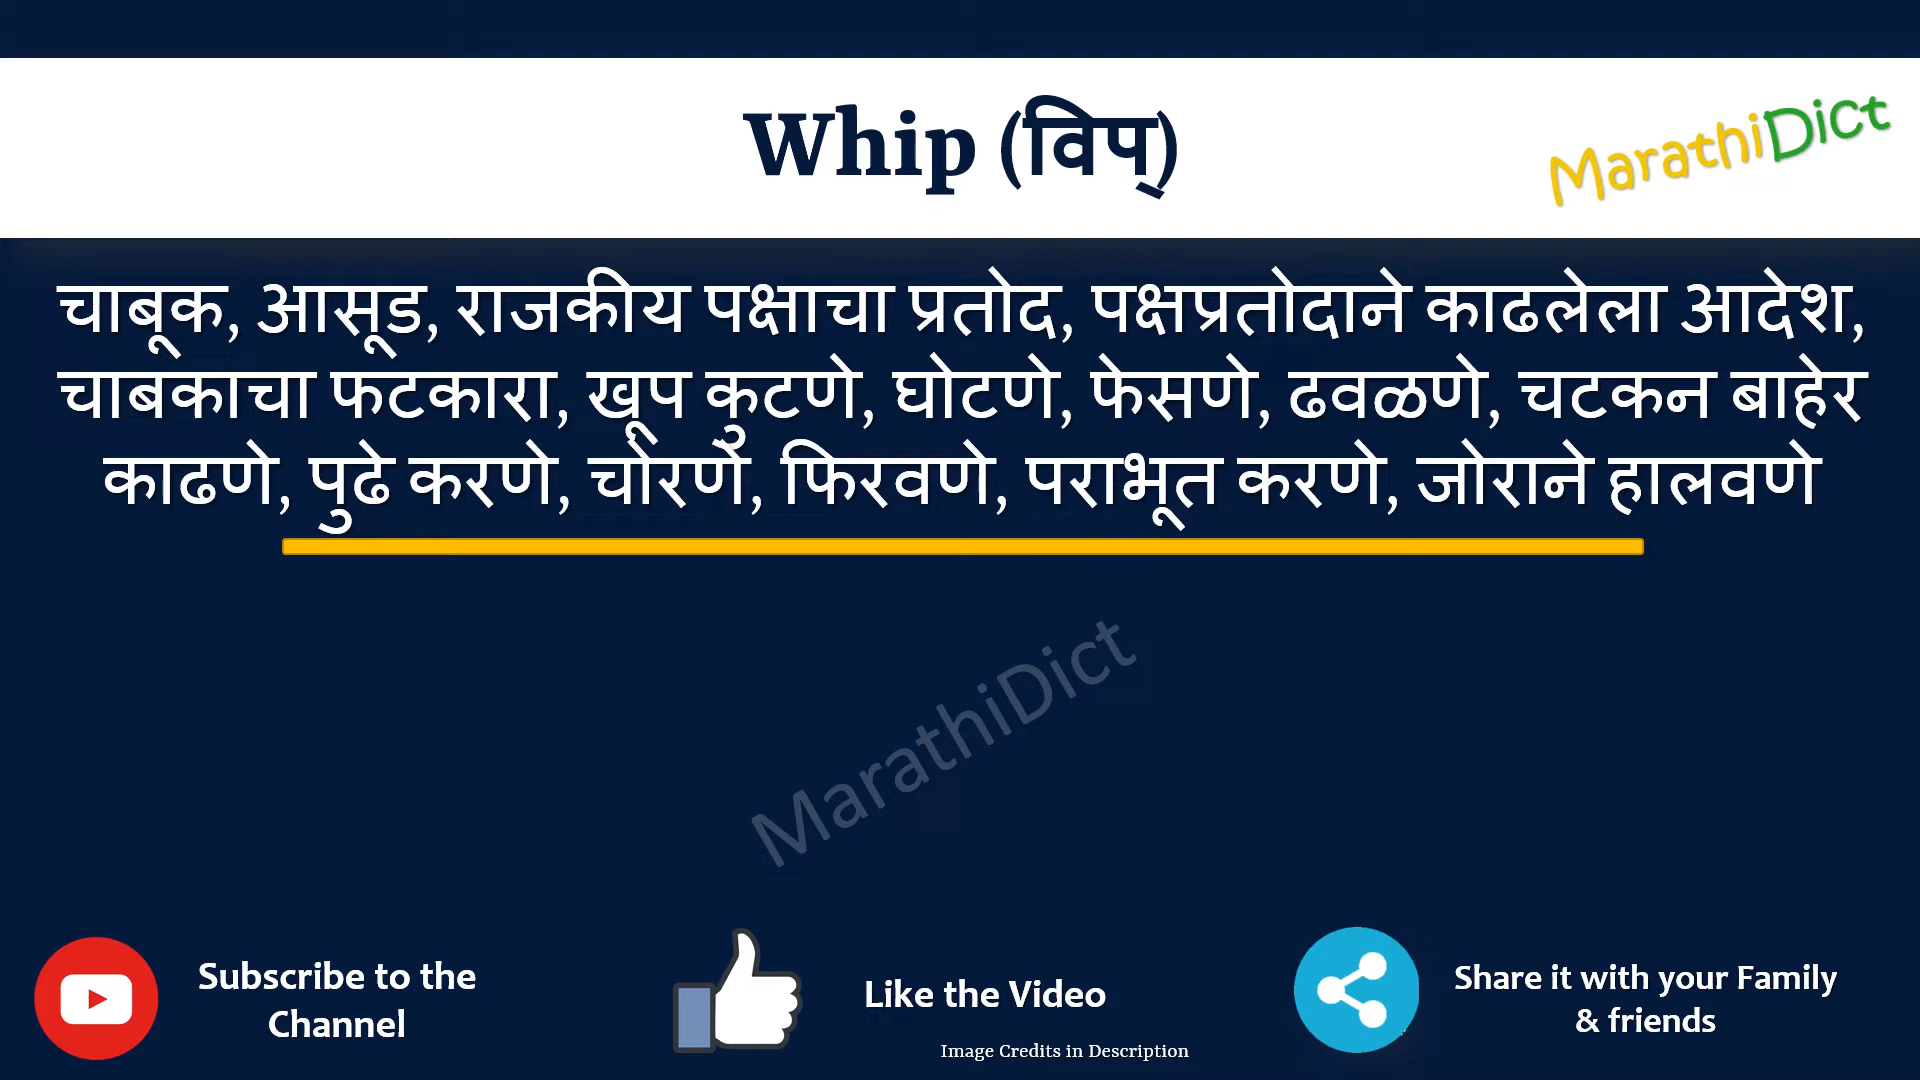 Whip (विप्)
MarathiDict
चाबूक, आसूड, राजकीय पक्षाचा प्रतोद, पक्षप्रतोदाने काढलेला आदेश,
चाबकाचा फटकारा, खूप कुटणे, घोटणे, फेसणे, ढवळणे, चटकन बाहेर
काढणे, पुढे करणे, चोरणे, फिरवणे, पराभूत करणे, जोराने हालवणे
MarathiDict
Subscribe to the
Channel
Like the Video
Image Credits in Description
Share it with your Family
& friends